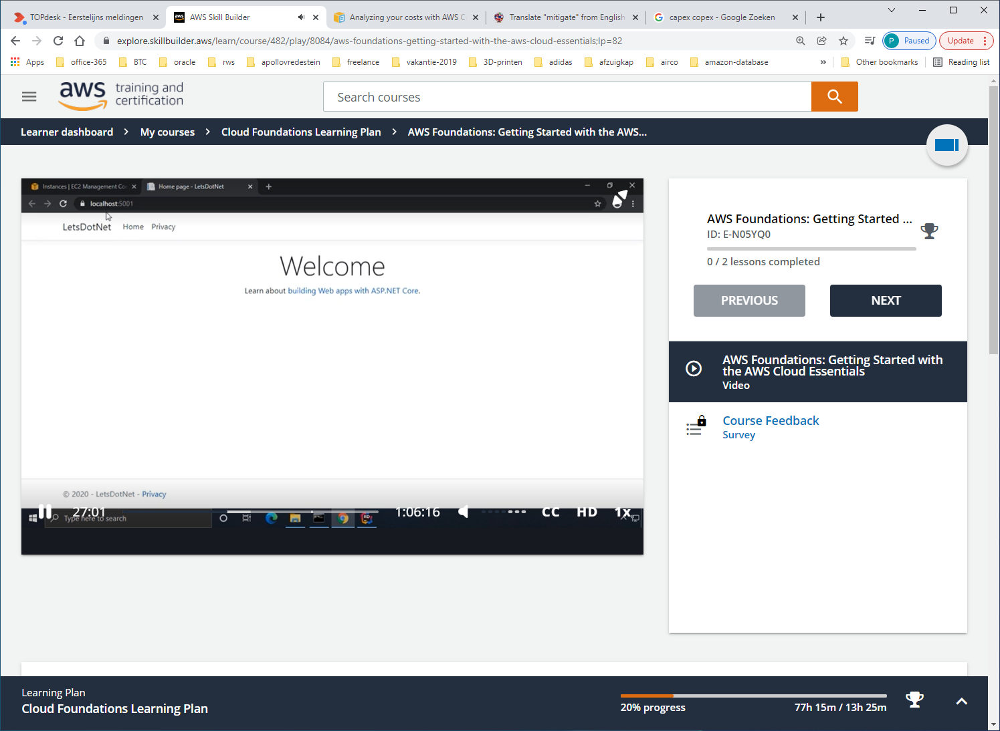 TOPdesk - Eerstelijns meldingen
AWS Skill Builder
Analyzing your costs with AWS C
Translate "mitigate" from English
capex copex - Google Zoeken
explore.skillbuilder.aws/learn/course/482/play/8084/aws-foundations-getting-started-with-the-aws-cloud-essentials;lp=82
P Paused
Update
Apps
office-365
BTC
oracle
rws
apollovredestein
freelance
vakantie-2019
3D-printen
adidas
afzuigkap
airco
amazon-database
»
Other bookmarks
Reading list
aws training and
certification
Search courses
Learner dashboard > My courses > Cloud Foundations Learning Plan > AWS Foundations: Getting Started with the AWS...
Instances | EC2 Management Co
Home page - LetsDotNet
localhost:5001
LetsDotNet Home Privacy
Welcome
Learn about building Web apps with ASP.NET Core.
© 2020 - LetsDotNet - Privacy
Type here to search
27:01
1:06:16
CC
HD
1x
AWS Foundations: Getting Started ...
ID: E-N05YQ0
0 / 2 lessons completed
PREVIOUS
NEXT
AWS Foundations: Getting Started with
the AWS Cloud Essentials
Video
Course Feedback
Survey
Learning Plan
Cloud Foundations Learning Plan
20% progress
77h 15m / 13h 25m